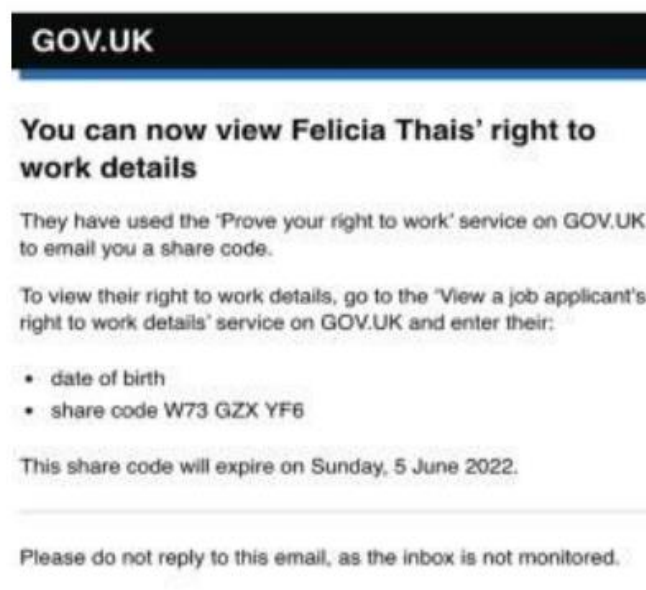 GOV.UK
You can now view Felicia Thais' right to
work details
They have used the 'Prove your right to work' service on GOV.UK
to email you a share code.
To view their right to work details, go to the 'View a job applicant's
right to work details' service on GOV.UK and enter their:
• date of birth
• share code W73 GZX YF6
This share code will expire on Sunday, 5 June 2022.
Please do not reply to this email, as the inbox is not monitored.